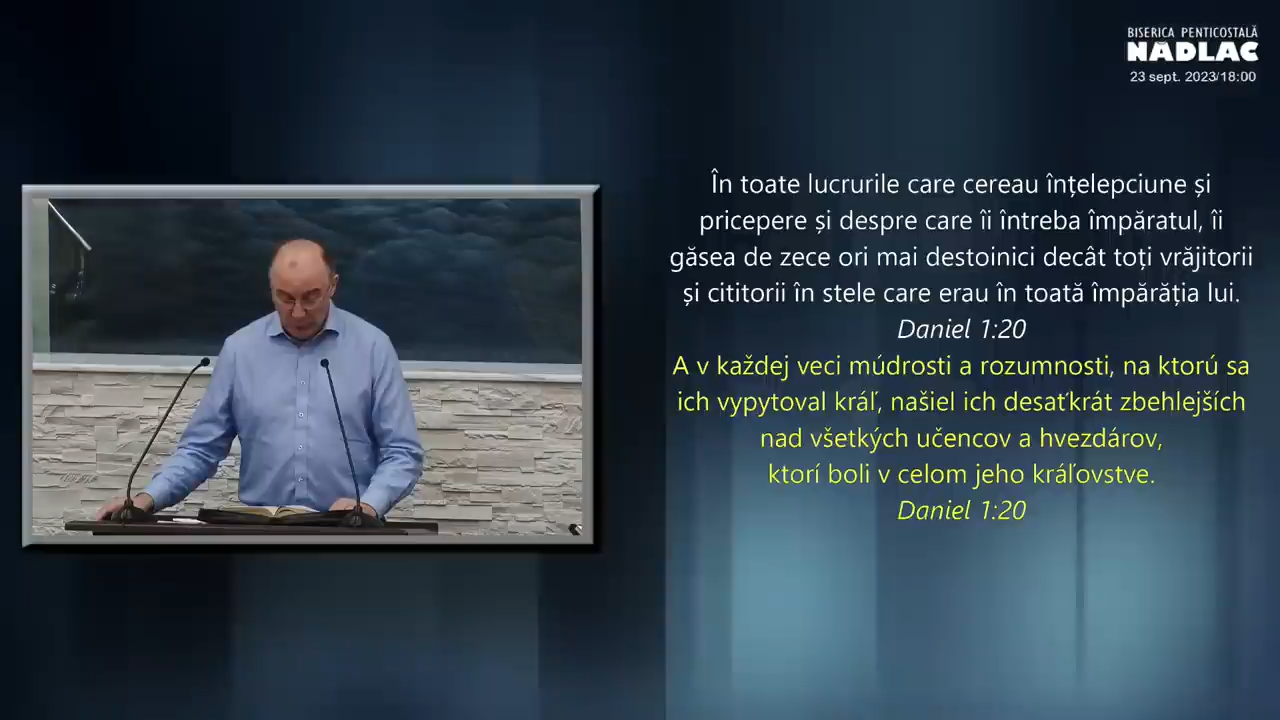 BISERICA PENTICOSTALĂ
NĂDLAC
23 sept. 2023/18:00
În toate lucrurile care cereau înțelepciune și
pricepere și despre care îi întreba împăratul, îi
găsea de zece ori mai destoinici decât toți vrăjitorii
și cititorii în stele care erau în toată împărăția lui.
Daniel 1:20
A v každej veci múdrosti a rozumnosti, na ktorú sa
ich vypytoval kráľ, našiel ich desaťkrát zbehlejších
nad všetkých učencov a hvezdárov,
ktorí boli v celom jeho kráľovstve.
Daniel 1:20